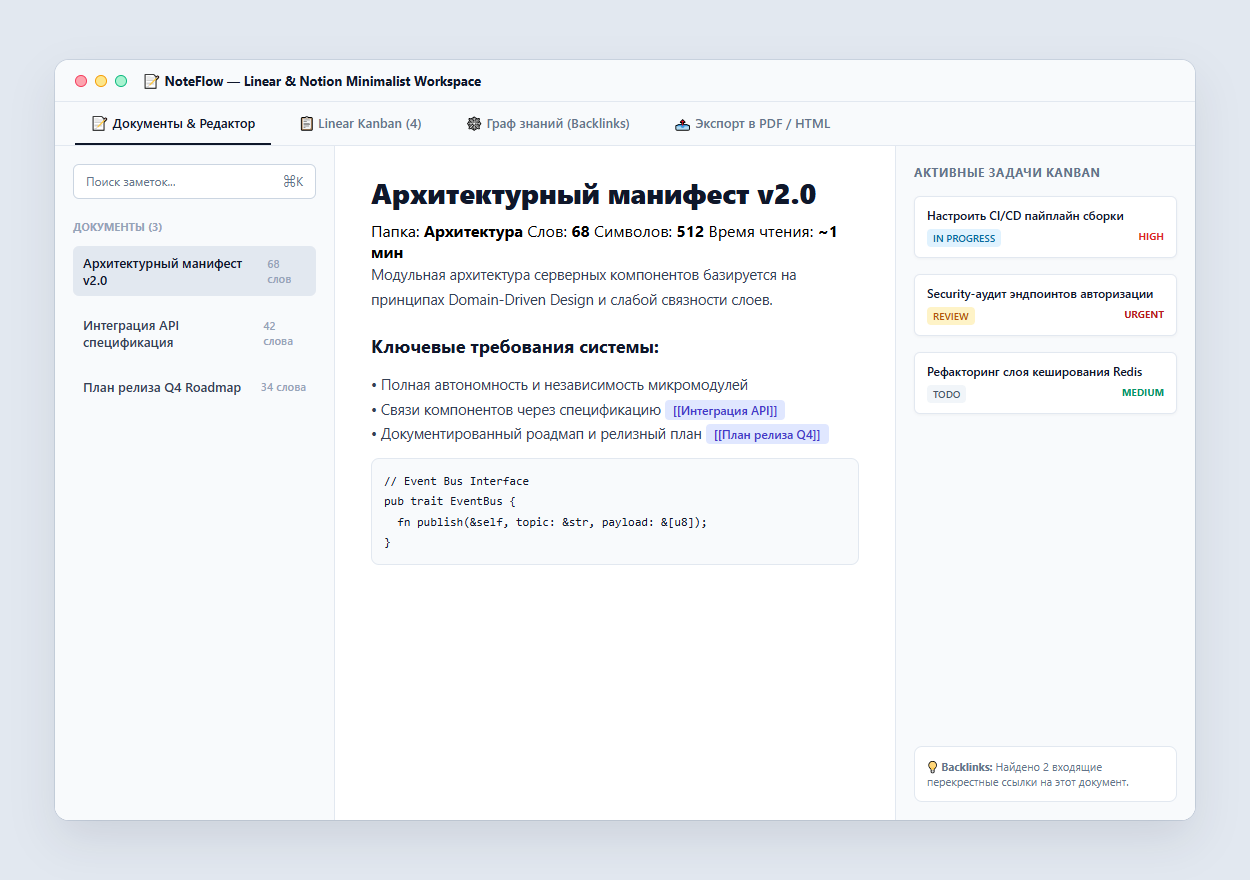 NoteFlow — Linear & Notion Minimalist Workspace
Документы & Редактор
Linear Kanban (4)
Граф знаний (Backlinks)
Экспорт в PDF / HTML
Поиск заметок... ⌘K
ДОКУМЕНТЫ (3)
Архитектурный манифест
v2.0
68
слов
Интеграция API
спецификация
42
слова
План релиза Q4 Roadmap 34 слова
Архитектурный манифест v2.0
Папка: Архитектура Слов: 68 Символов: 512 Время чтения: ~1
мин
Модульная архитектура серверных компонентов базируется на
принципах Domain-Driven Design и слабой связности слоев.
Ключевые требования системы:
• Полная автономность и независимость микромодулей
• Связи компонентов через спецификацию [[Интеграция API]]
• Документированный роадмап и релизный план [[План релиза Q4]]
// Event Bus Interface
pub trait EventBus {
  fn publish(&self, topic: &str, payload: &[u8]);
}
АКТИВНЫЕ ЗАДАЧИ KANBAN
Настроить CI/CD пайплайн сборки
IN PROGRESS HIGH
Security-аудит эндпоинтов авторизации
REVIEW URGENT
Рефакторинг слоя кеширования Redis
TODO MEDIUM
Backlinks: Найдено 2 входящие
перекрестные ссылки на этот документ.